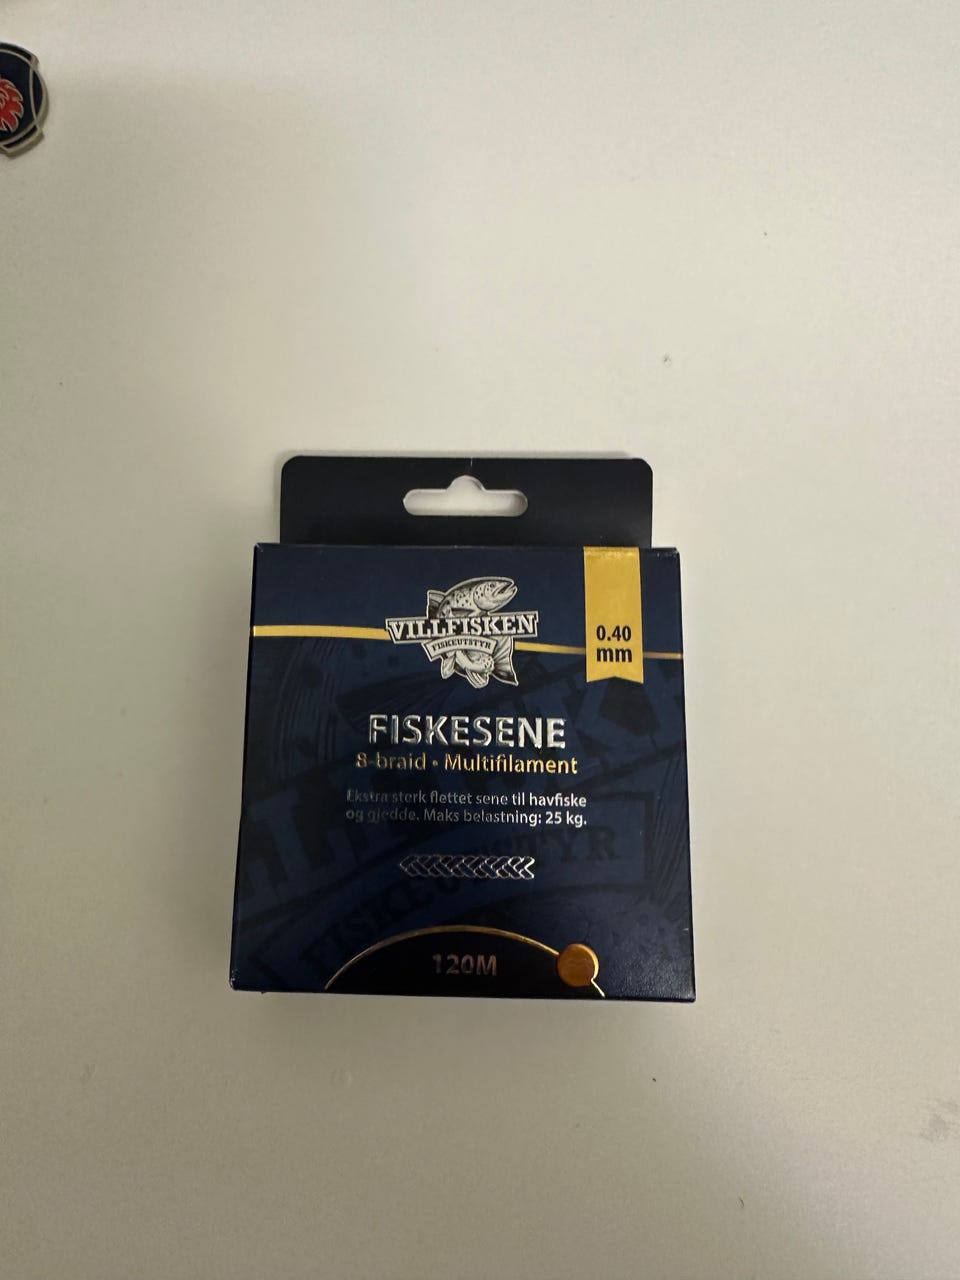 VILLFISKEN
FISKEUTSTYR
0.40
mm
FISKESENE
8-braid • Multifilament
Ekstra sterk flettet sene til havfiske
og gjedde. Maks belastning: 25 kg.
FISKEUTSTYR
120M